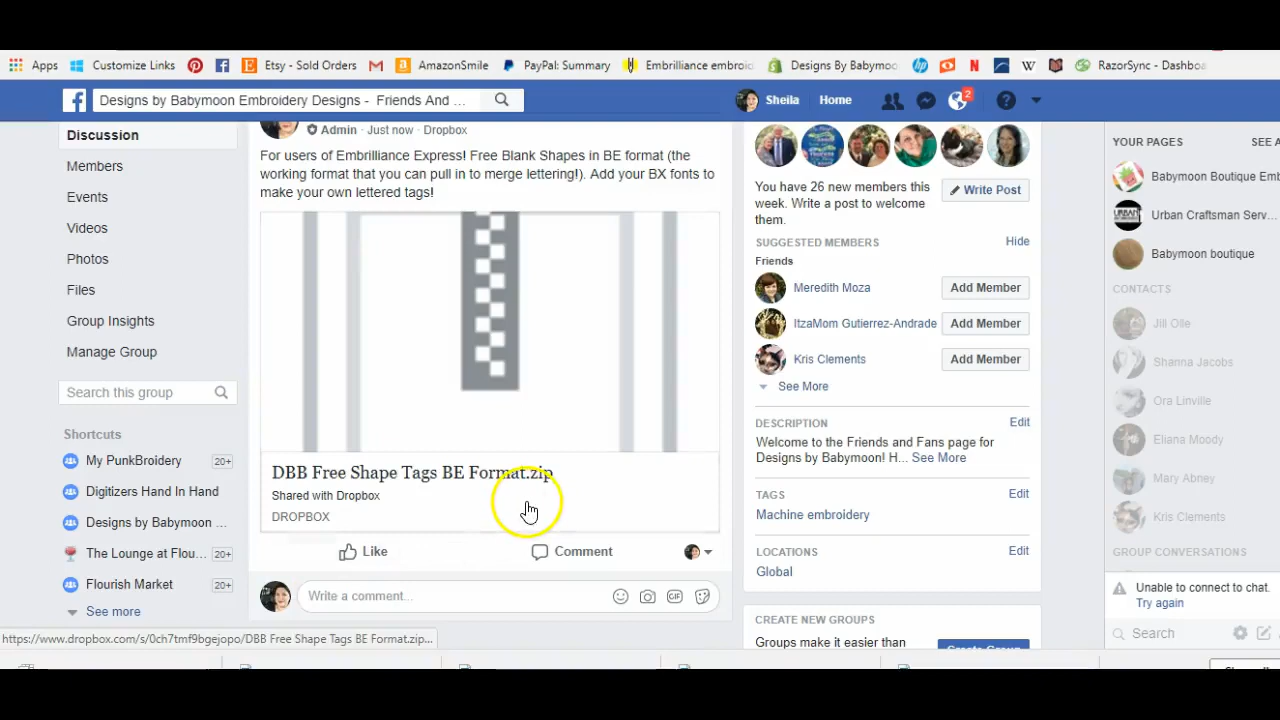 Apps
Customize Links
Etsy - Sold Orders
AmazonSmile
PayPal: Summary
Embrilliance embroid
Designs By Babymoo
RazorSync - Dashboa
Designs by Babymoon Embroidery Designs - Friends And ...
Sheila
Home
2
Discussion
Members
Events
Videos
Photos
Files
Group Insights
Manage Group
Search this group
Shortcuts
My PunkBroidery 20+
Digitizers Hand In Hand
Designs by Babymoon ...
The Lounge at Flou... 20+
Flourish Market 20+
See more
Admin · Just now · Dropbox
For users of Embrilliance Express! Free Blank Shapes in BE format (the
working format that you can pull in to merge lettering!). Add your BX fonts to
make your own lettered tags!
DBB Free Shape Tags BE Format.zip
Shared with Dropbox
DROPBOX
Like
Comment
Write a comment...
GIF
You have 26 new members this
week. Write a post to welcome
them.
Write Post
SUGGESTED MEMBERS Hide
Friends
Meredith Moza Add Member
ItzaMom Gutierrez-Andrade Add Member
Kris Clements Add Member
See More
DESCRIPTION Edit
Welcome to the Friends and Fans page for
Designs by Babymoon! H... See More
TAGS Edit
Machine embroidery
LOCATIONS Edit
Global
CREATE NEW GROUPS
Groups make it easier than
Create Group
YOUR PAGES SEE A
Babymoon Boutique Emb
Urban Craftsman Serv...
Babymoon boutique
CONTACTS
Jill Olle
Shanna Jacobs
Ora Linville
Eliana Moody
Mary Abney
Kris Clements
GROUP CONVERSATIONS
Unable to connect to chat.
Try again
Search
https://www.dropbox.com/s/0ch7tmf9bgejopo/DBB Free Shape Tags BE Format.zip...